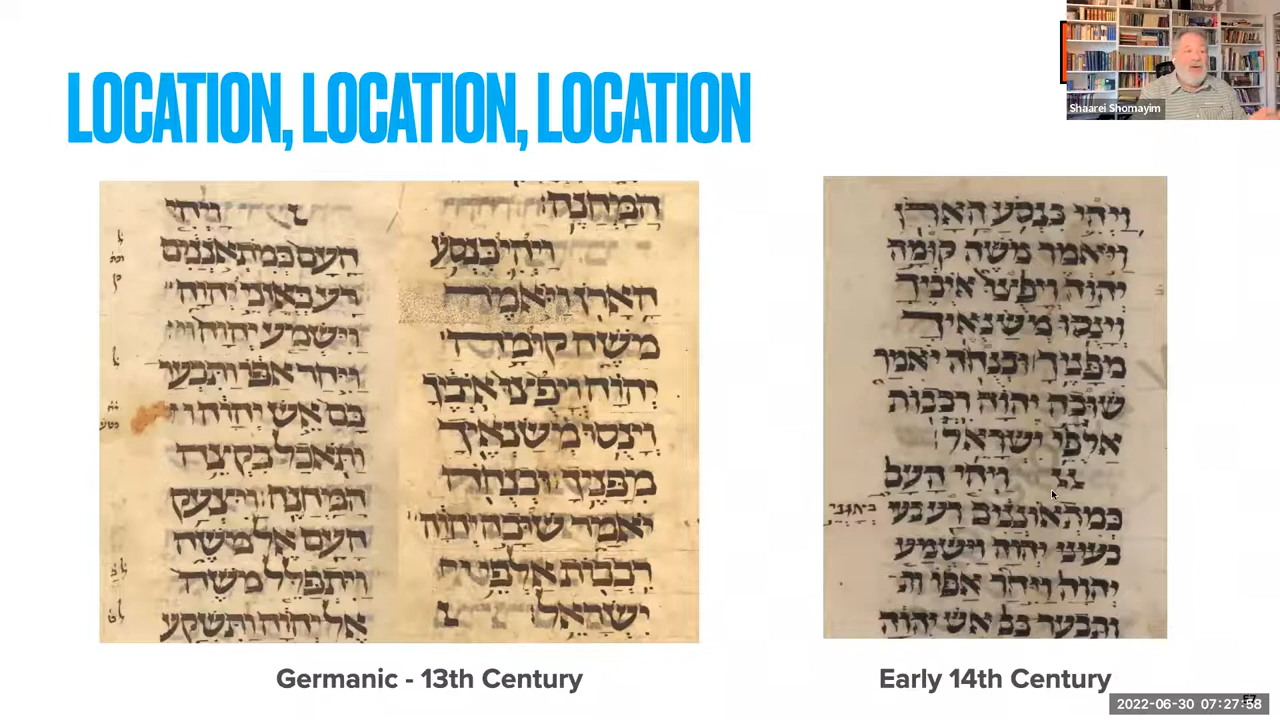 LOCATION, LOCATION, LOCATION
Shaarei Shomayim
המחנה:
ויהי בנסע
הארן ויאמר
משה קומה
יהוה ויפצו איביך
וינסו משנאיך
מפניך ובנחה
יאמר שובה יהוה
רבבות אלפי
ישראל ׆
׆ ויהי
העם כמתאננים
רע באזני יהוה
וישמע יהוה
ויחר אפו ותבער
בם אש יהוה
ותאכל בקצה
המחנה: ויצעק
העם אל משה
ויתפלל משה
אל יהוה ותשקע
ויהי בנסע הארן
ויאמר משה קומה
יהוה ויפצו איביך
וינסו משנאיך
מפניך ובנחה יאמר
שובה יהוה רבבות
אלפי ישראל:
׆׆ ויהי העם
כמתאוננים רע
בעיני יהוה וישמע
יהוה ויחר אפו ות
ותבער בם אש יהוה
Germanic - 13th Century
Early 14th Century
2022-06-30 07:27:58